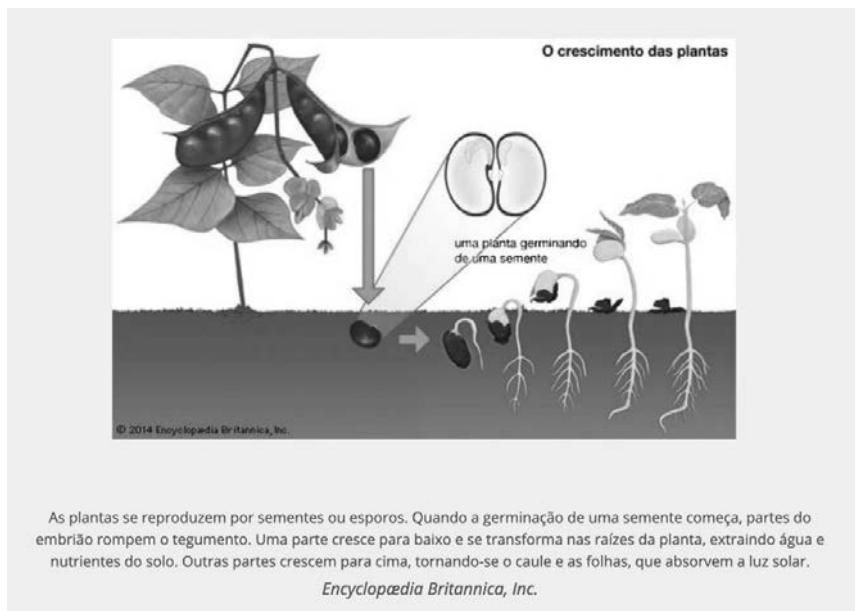 O crescimento das plantas
uma planta germinando
de uma semente
© 2014 Encyclopædia Britannica, Inc.
As plantas se reproduzem por sementes ou esporos. Quando a germinação de uma semente começa, partes do
embrião rompem o tegumento. Uma parte cresce para baixo e se transforma nas raízes da planta, extraindo água e
nutrientes do solo. Outras partes crescem para cima, tornando-se o caule e as folhas, que absorvem a luz solar.
Encyclopædia Britannica, Inc.